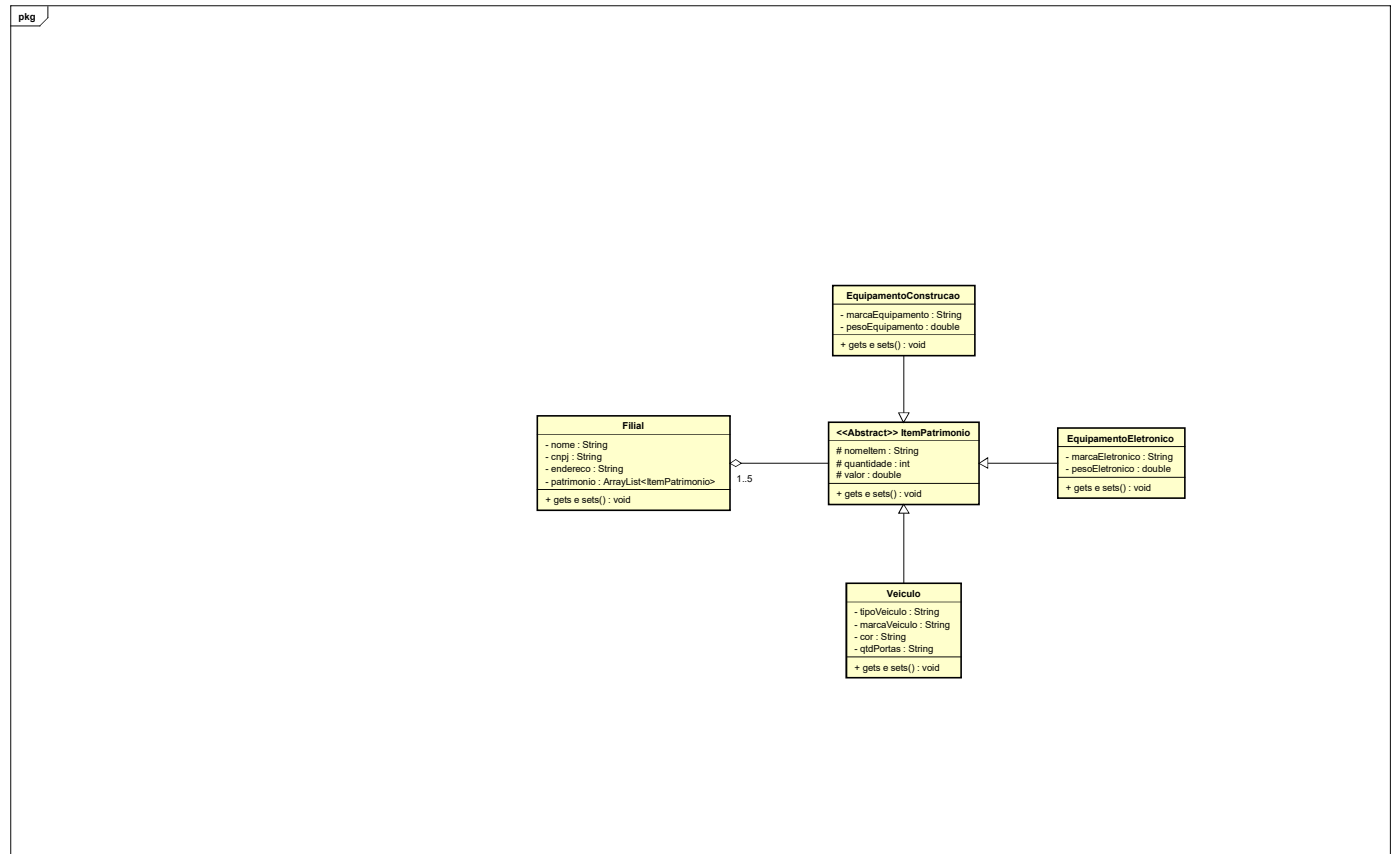 pkg
EquipamentoConstrucao
- marcaEquipamento : String
- pesoEquipamento : double
+ gets e sets() : void
Filial
- nome : String
- cnpj : String
- endereco : String
- patrimonio : ArrayList<ItemPatrimonio>
+ gets e sets() : void
1..5
<<Abstract>> ItemPatrimonio
# nomeItem : String
# quantidade : int
# valor : double
+ gets e sets() : void
EquipamentoEletronico
- marcaEletronico : String
- pesoEletronico : double
+ gets e sets() : void
Veiculo
- tipoVeiculo : String
- marcaVeiculo : String
- cor : String
- qtdPortas : String
+ gets e sets() : void